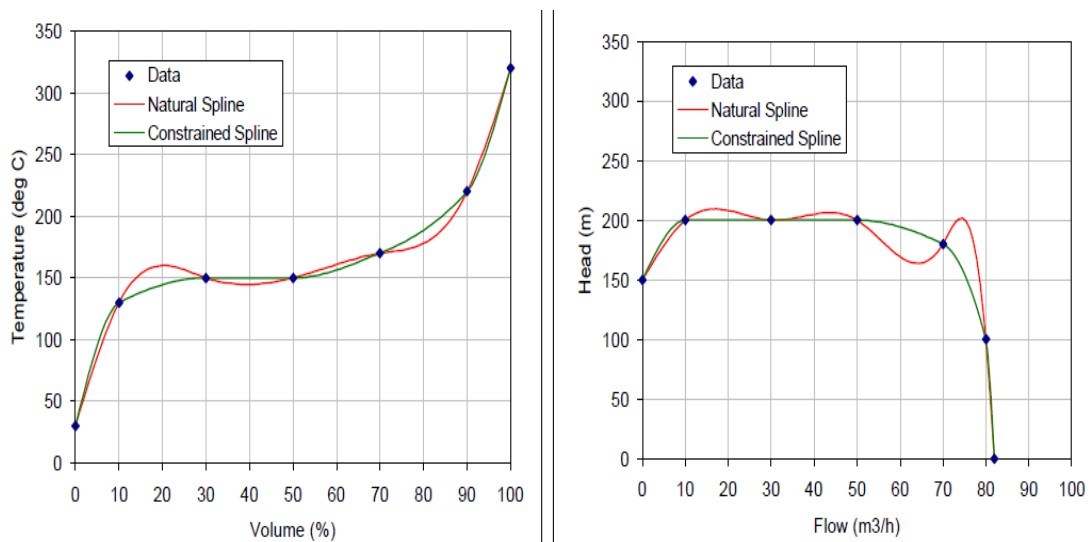 350
300
250
200
150
100
50
0
Temperature (deg C)
Data
Natural Spline
Constrained Spline
0 10 20 30 40 50 60 70 80 90 100
Volume (%)
350
300
250
200
150
100
50
0
Head (m)
Data
Natural Spline
Constrained Spline
0 10 20 30 40 50 60 70 80 90 100
Flow (m3/h)